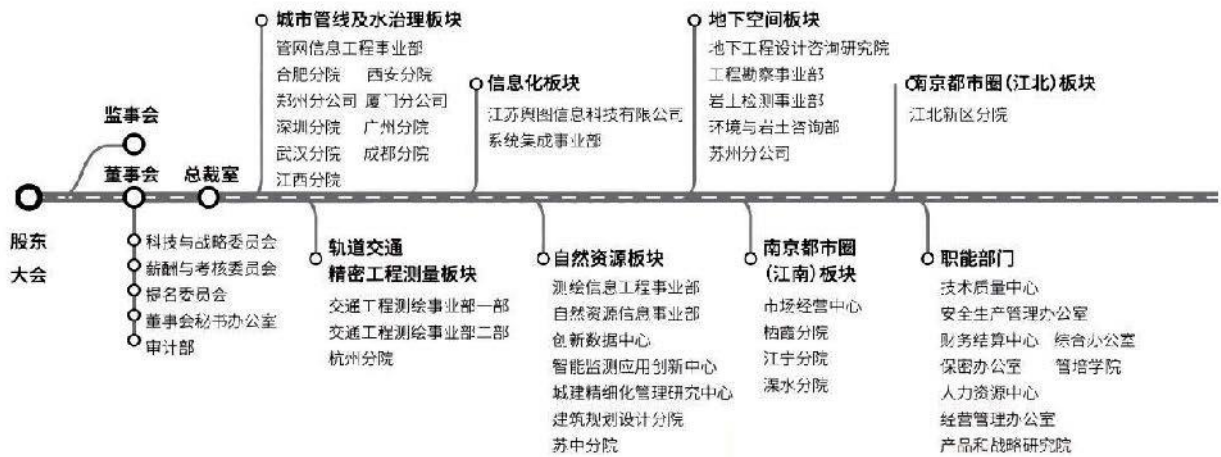 股东
大会
监事会
董事会
科技与战略委员会
薪酬与考核委员会
提名委员会
董事会秘书办公室
审计部
总裁室
城市管线及水治理板块
管网信息工程事业部
合肥分院 西安分院
郑州分公司 厦门分公司
深圳分院 广州分院
武汉分院 成都分院
江西分院
轨道交通
精密工程测量板块
交通工程测绘事业部一部
交通工程测绘事业部二部
杭州分院
信息化板块
江苏舆图信息科技有限公司
系统集成事业部
自然资源板块
测绘信息工程事业部
自然资源信息事业部
创新数据中心
智能监测应用创新中心
城建精细化管理研究中心
建筑规划设计分院
苏中分院
地下空间板块
地下工程设计咨询研究院
工程勘察事业部
岩土检测事业部
环境与岩土咨询部
苏州分公司
南京都市圈
(江南)板块
市场经营中心
栖霞分院
江宁分院
溧水分院
南京都市圈(江北)板块
江北新区分院
职能部门
技术质量中心
安全生产管理办公室
财务结算中心 综合办公室
保密办公室 管培学院
人力资源中心
经营管理办公室
产品和战略研究院